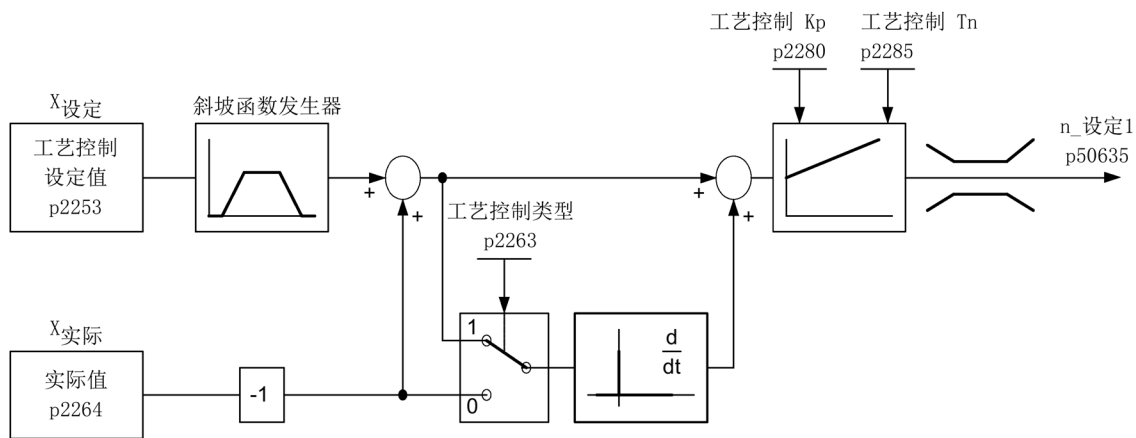 工艺控制 Kp
p2280
工艺控制 Tn
p2285
X设定
工艺控制
设定值
p2253
斜坡函数发生器
+
+
工艺控制类型
p2263
+
+
n_设定1
p50635
X实际
实际值
p2264
-1
1
0
d
dt